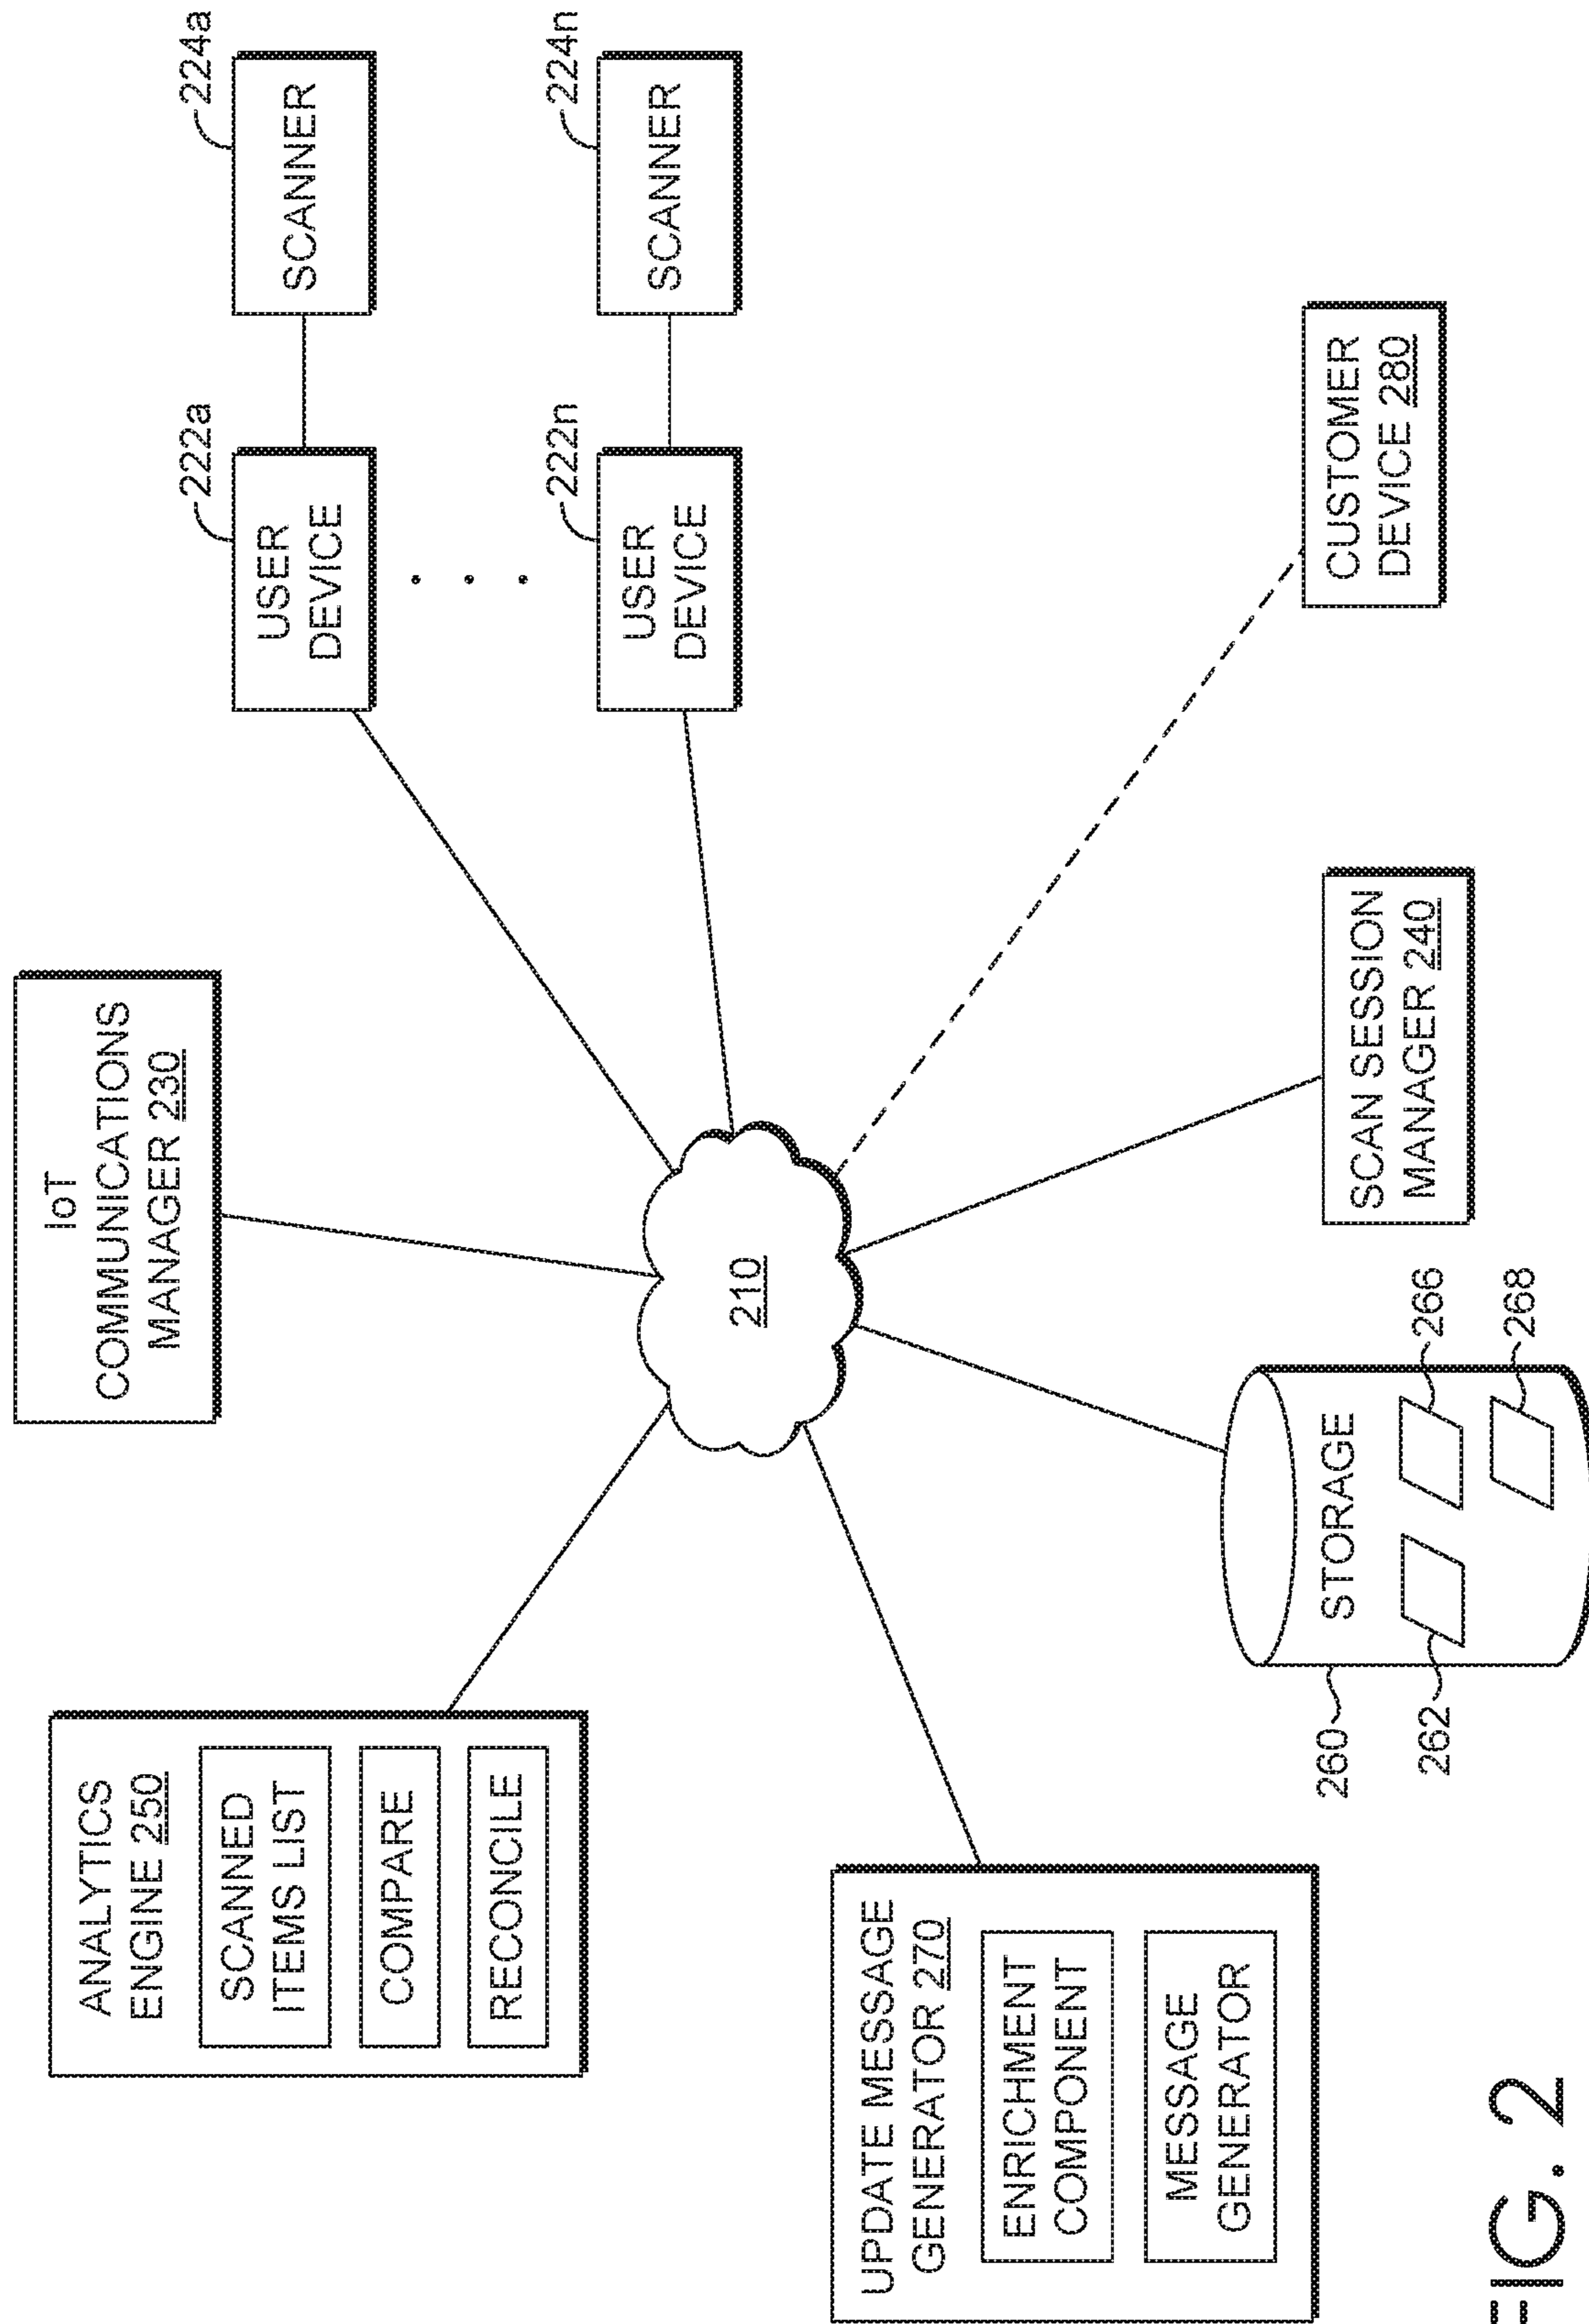 ANALYTICS
ENGINE 250
SCANNED
ITEMS LIST
COMPARE
RECONCILE
IoT
COMMUNICATIONS
MANAGER 230
222a
USER
DEVICE
224a
SCANNER
. . .
222n
USER
DEVICE
224n
SCANNER
210
UPDATE MESSAGE
GENERATOR 270
ENRICHMENT
COMPONENT
MESSAGE
GENERATOR
260
STORAGE
262
266
268
SCAN SESSION
MANAGER 240
CUSTOMER
DEVICE 280
FIG. 2